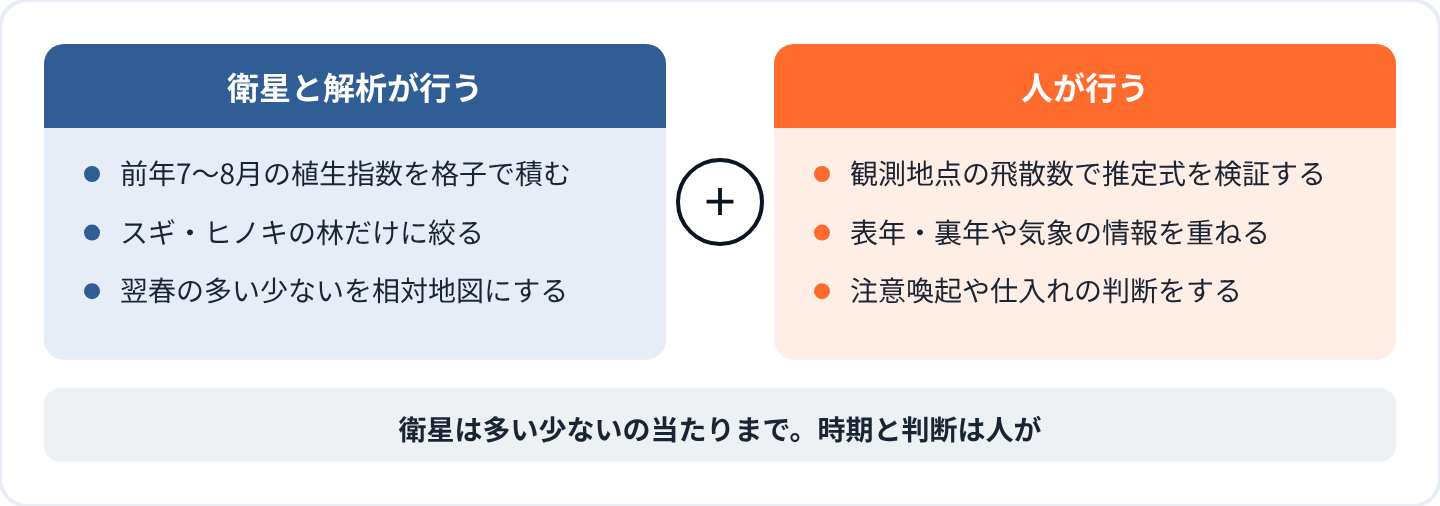 衛星と解析が行う
前年7〜8月の植生指数を格子で積む
スギ・ヒノキの林だけに絞る
翌春の多い少ないを相対地図にする
+
人が行う
観測地点の飛散数で推定式を検証する
表年・裏年や気象の情報を重ねる
注意喚起や仕入れの判断をする
衛星は多い少ないの当たりまで。時期と判断は人が